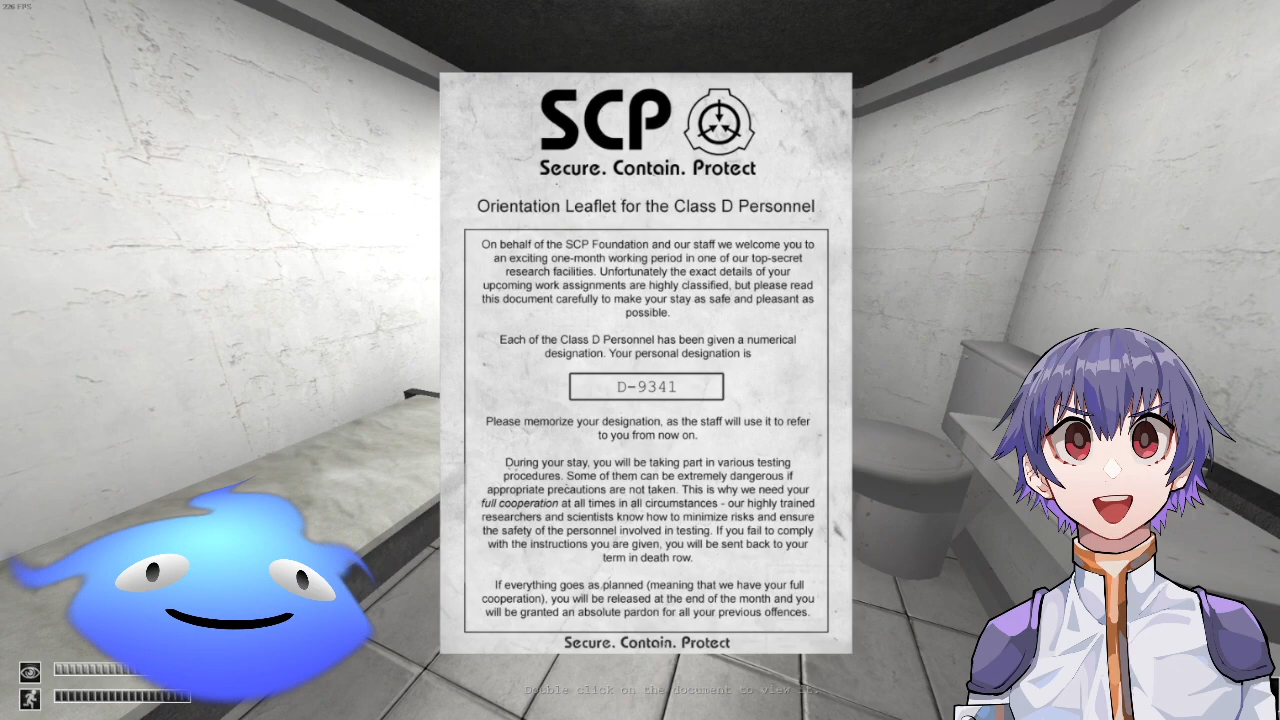 226 FPS
SCP
Secure. Contain. Protect
Orientation Leaflet for the Class D Personnel
On behalf of the SCP Foundation and our staff we welcome you to
an exciting one-month working period in one of our top-secret
research facilities. Unfortunately the exact details of your
upcoming work assignments are highly classified, but please read
this document carefully to make your stay as safe and pleasant as
possible.
Each of the Class D Personnel has been given a numerical
designation. Your personal designation is
D-9341
Please memorize your designation, as the staff will use it to refer
to you from now on.
During your stay, you will be taking part in various testing
procedures. Some of them can be extremely dangerous if
appropriate precautions are not taken. This is why we need your
full cooperation at all times in all circumstances - our highly trained
researchers and scientists know how to minimize risks and ensure
the safety of the personnel involved in testing. If you fail to comply
with the instructions you are given, you will be sent back to your
term in death row.
If everything goes as planned (meaning that we have your full
cooperation), you will be released at the end of the month and you
will be granted an absolute pardon for all your previous offences.
Secure. Contain. Protect
Double click on the document to view it.